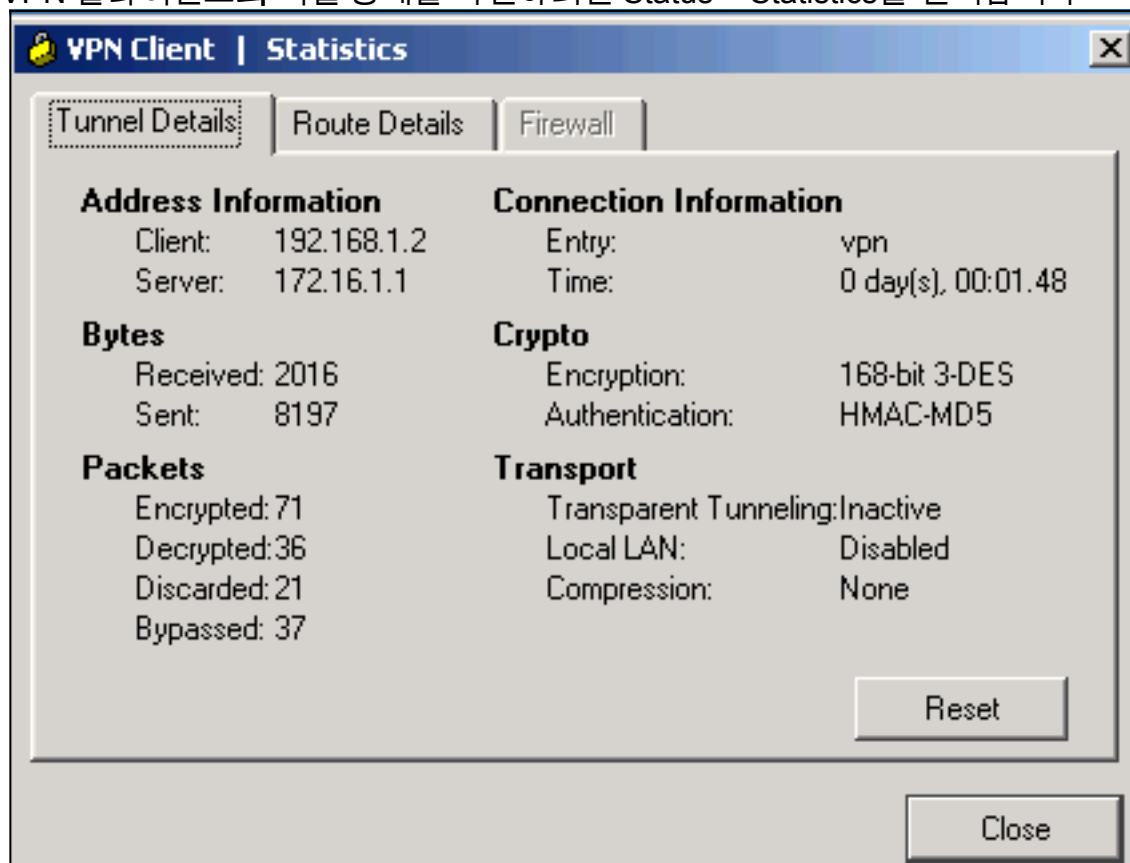 VPN Client | Statistics
Tunnel Details
Route Details
Firewall
Address Information
Client: 192.168.1.2
Server: 172.16.1.1
Bytes
Received: 2016
Sent: 8197
Packets
Encrypted: 71
Decrypted: 36
Discarded: 21
Bypassed: 37
Connection Information
Entry: vpn
Time: 0 day(s), 00:01.48
Crypto
Encryption: 168-bit 3-DES
Authentication: HMAC-MD5
Transport
Transparent Tunneling: Inactive
Local LAN: Disabled
Compression: None
Reset
Close